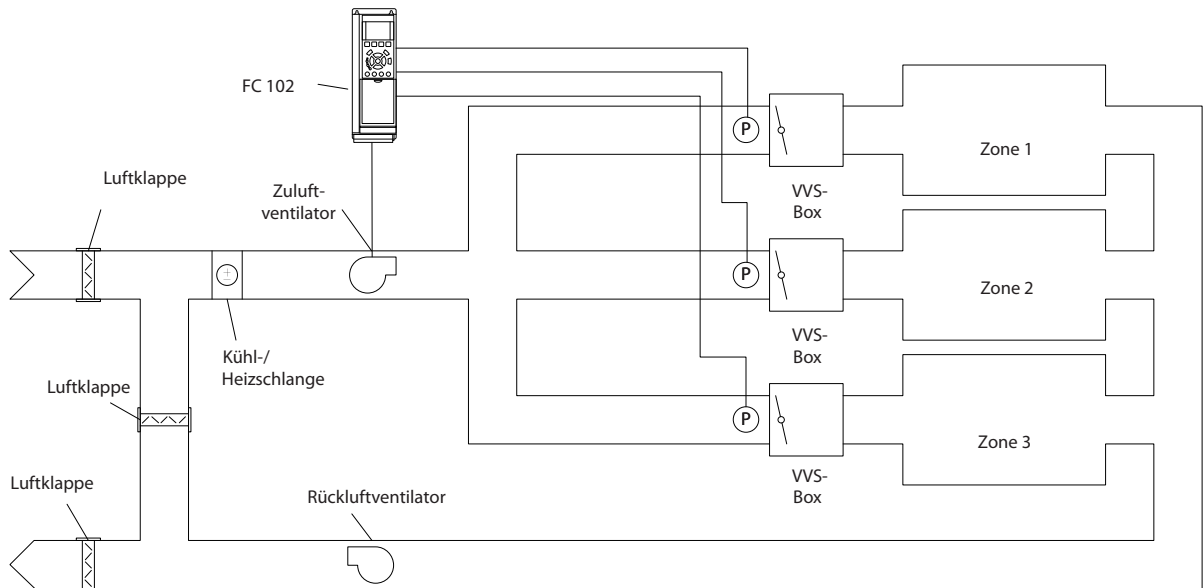 FC 102
Luftklappe
Zuluft-
ventilator
P
Zone 1
VVS-
Box
P
Zone 2
Kühl-/
Heizschlange
VVS-
Box
Luftklappe
P
Zone 3
VVS-
Box
Luftklappe
Rückluftventilator